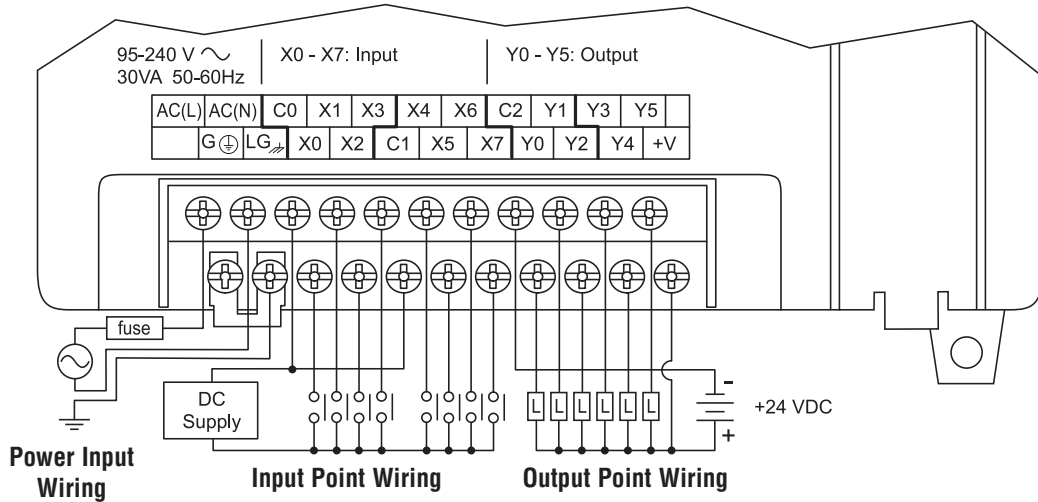 95-240 V
30VA 50-60Hz
X0 - X7: Input
Y0 - Y5: Output
AC(L) AC(N) C0 X1 X3 X4 X6 C2 Y1 Y3 Y5
G LG X0 X2 C1 X5 X7 Y0 Y2 Y4 +V
fuse
DC
Supply
L L L L L L
-
+24 VDC
+
Power Input
Wiring
Input Point Wiring
Output Point Wiring